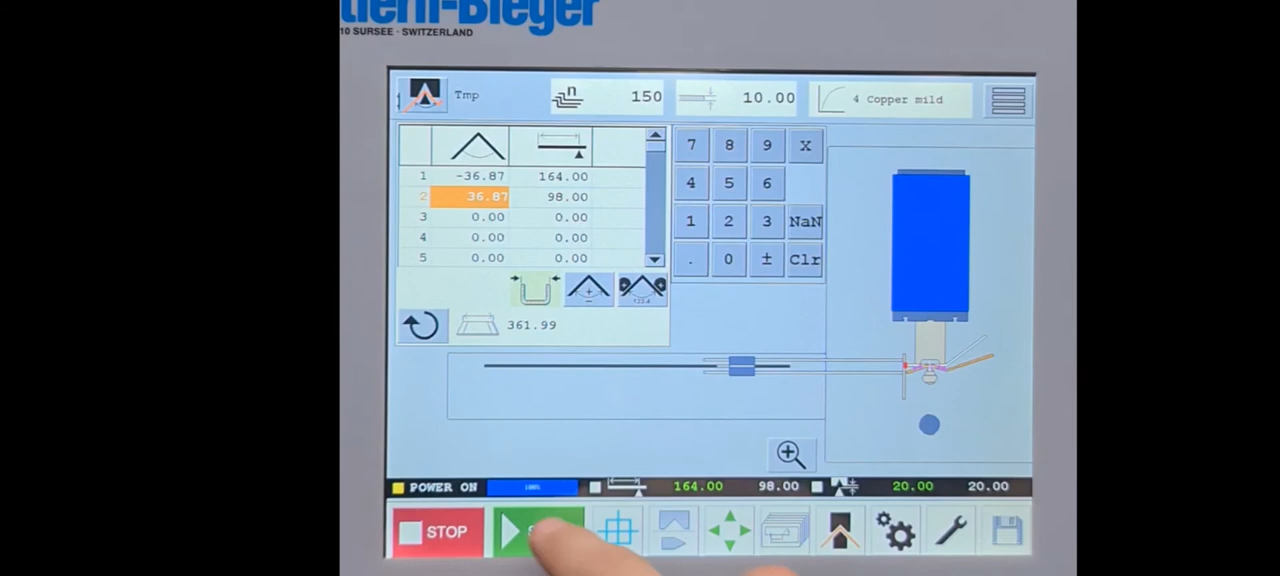 10 SURSEE - SWITZERLAND
Tmp
n
150
10.00
4 Copper mild
1 -36.87 164.00
2 36.87 98.00
3 0.00 0.00
4 0.00 0.00
5 0.00 0.00
7 8 9 X
4 5 6
1 2 3 NaN
. 0 ± Clr
361.99
POWER ON
100%
164.00 98.00
20.00 20.00
STOP